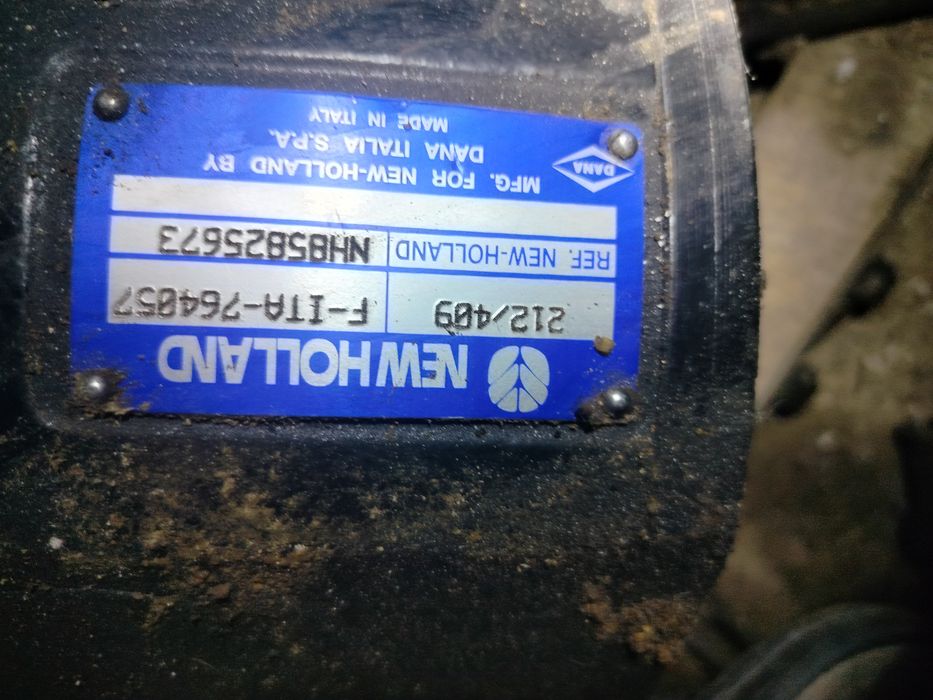 NEW HOLLAND
212/409 F-ITA-764057
REF. NEW-HOLLAND NH85825673
MFG. FOR NEW-HOLLAND BY
DANA ITALIA S.P.A.
MADE IN ITALY
DANA